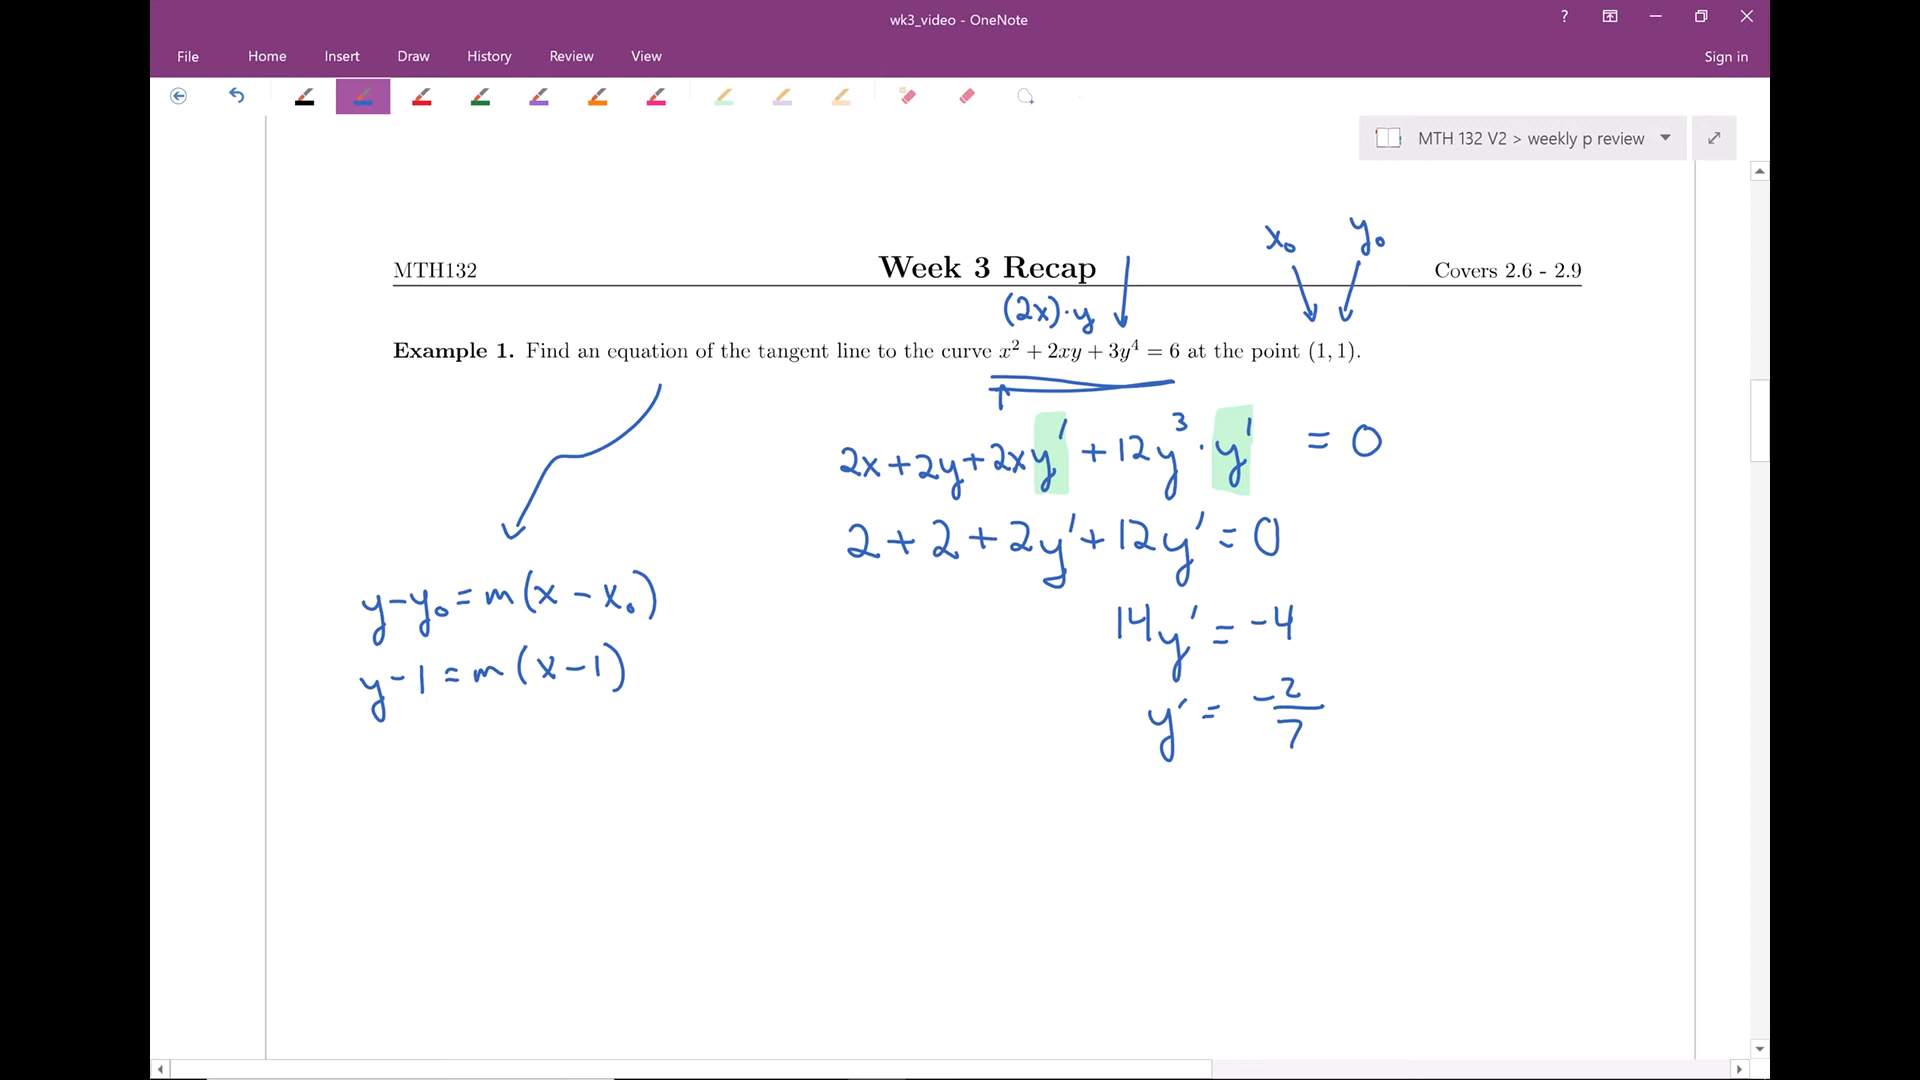 wk3_video - OneNote
File Home Insert Draw History Review View Sign in
MTH 132 V2 > weekly p review
x₀ y₀
MTH132 Week 3 Recap Covers 2.6 - 2.9
(2x)·y
Example 1. Find an equation of the tangent line to the curve x² + 2xy + 3y⁴ = 6 at the point (1, 1).
2x+2y+2xy' + 12y³ · y' = 0
2 + 2 + 2y' + 12y' = 0
y-y₀ = m(x - x₀)
14y' = -4
y-1 = m(x-1)
y' = -2/7